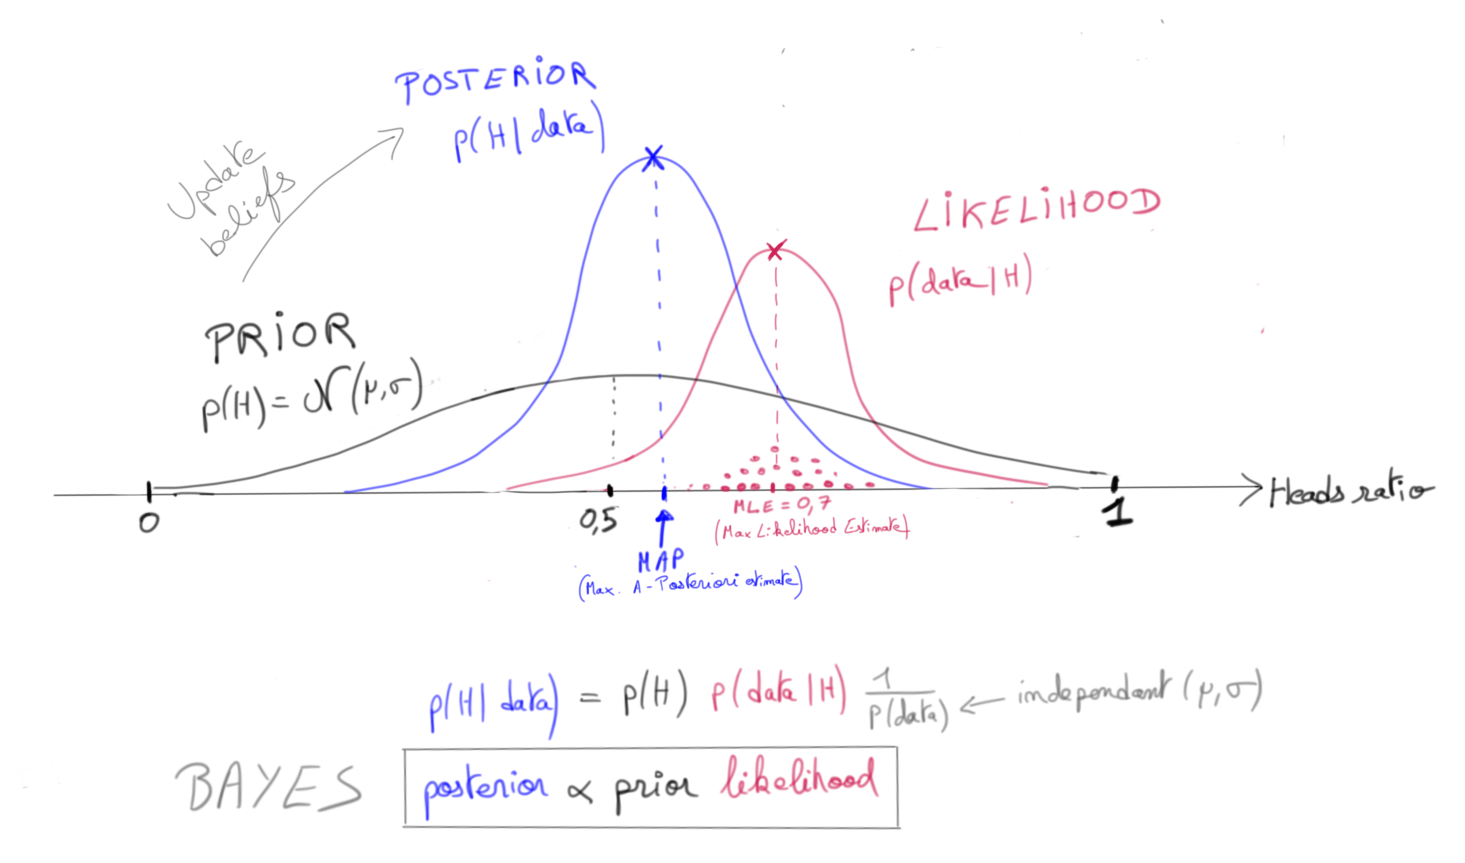 POSTERIOR
p(H| data)
Update
beliefs
LIKELIHOOD
p(data|H)
PRIOR
p(H) = N(μ,σ)
0
0,5
1
Heads ratio
MLE = 0,7
(Max Likelihood Estimate)
MAP
(Max. A-Posteriori estimate)
p(H| data) = p(H) p(data|H) 1/P(data) ← independant (μ,σ)
BAYES
posterior ∝ prior likelihood